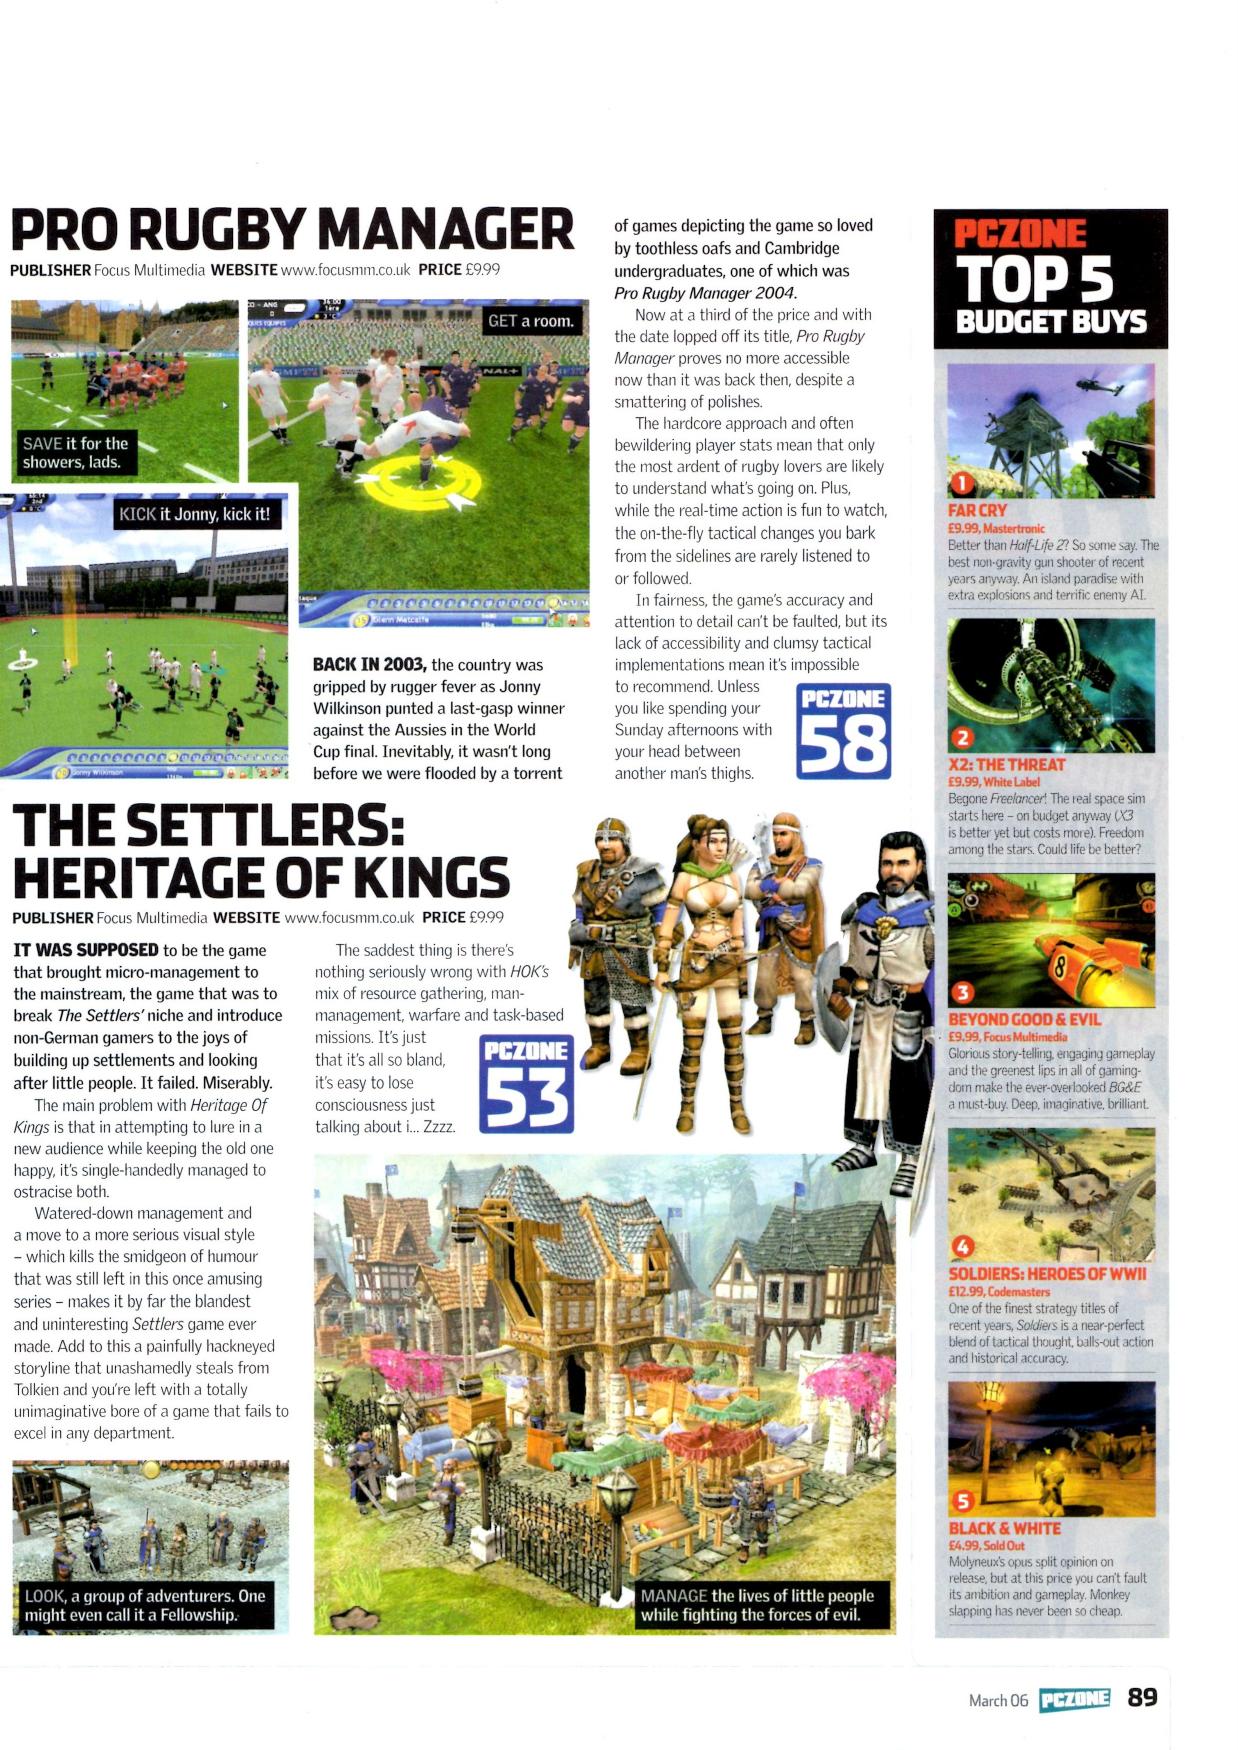 PRO RUGBY MANAGER
PUBLISHER Focus Multimedia WEBSITE www.focusmm.co.uk PRICE £9.99
SAVE it for the
showers, lads.
GET a room.
KICK it Jonny, kick it!
BACK IN 2003, the country was
gripped by rugger fever as Jonny
Wilkinson punted a last-gasp winner
against the Aussies in the World
Cup final. Inevitably, it wasn't long
before we were flooded by a torrent
of games depicting the game so loved
by toothless oafs and Cambridge
undergraduates, one of which was
Pro Rugby Manager 2004.
Now at a third of the price and with
the date lopped off its title, Pro Rugby
Manager proves no more accessible
now than it was back then, despite a
smattering of polishes.
The hardcore approach and often
bewildering player stats mean that only
the most ardent of rugby lovers are likely
to understand what's going on. Plus,
while the real-time action is fun to watch,
the on-the-fly tactical changes you bark
from the sidelines are rarely listened to
or followed.
In fairness, the game's accuracy and
attention to detail can't be faulted, but its
lack of accessibility and clumsy tactical
implementations mean it's impossible
to recommend. Unless
you like spending your
Sunday afternoons with
your head between
another man's thighs.
PCZONE
58
THE SETTLERS:
HERITAGE OF KINGS
PUBLISHER Focus Multimedia WEBSITE www.focusmm.co.uk PRICE £9.99
IT WAS SUPPOSED to be the game
that brought micro-management to
the mainstream, the game that was to
break The Settlers' niche and introduce
non-German gamers to the joys of
building up settlements and looking
after little people. It failed. Miserably.
The main problem with Heritage Of
Kings is that in attempting to lure in a
new audience while keeping the old one
happy, it's single-handedly managed to
ostracise both.
Watered-down management and
a move to a more serious visual style
– which kills the smidgeon of humour
that was still left in this once amusing
series – makes it by far the blandest
and uninteresting Settlers game ever
made. Add to this a painfully hackneyed
storyline that unashamedly steals from
Tolkien and you're left with a totally
unimaginative bore of a game that fails to
excel in any department.
The saddest thing is there's
nothing seriously wrong with HOK's
mix of resource gathering, man-
management, warfare and task-based
missions. It's just
that it's all so bland,
it's easy to lose
consciousness just
talking about i... Zzzz.
PCZONE
53
LOOK, a group of adventurers. One
might even call it a Fellowship.
MANAGE the lives of little people
while fighting the forces of evil.
PCZONE
TOP 5
BUDGET BUYS
1
FAR CRY
£9.99, Mastertronic
Better than Half-Life 2? So some say. The
best non-gravity gun shooter of recent
years anyway. An island paradise with
extra explosions and terrific enemy AI.
2
X2: THE THREAT
£9.99, White Label
Begone Freelancer! The real space sim
starts here – on budget anyway (X3
is better yet but costs more). Freedom
among the stars. Could life be better?
3
BEYOND GOOD & EVIL
£9.99, Focus Multimedia
Glorious story-telling, engaging gameplay
and the greenest lips in all of gaming-
dom make the ever-overlooked BG&E
a must-buy. Deep, imaginative, brilliant.
4
SOLDIERS: HEROES OF WWII
£12.99, Codemasters
One of the finest strategy titles of
recent years, Soldiers is a near-perfect
blend of tactical thought, balls-out action
and historical accuracy.
5
BLACK & WHITE
£4.99, Sold Out
Molyneux's opus split opinion on
release, but at this price you can't fault
its ambition and gameplay. Monkey
slapping has never been so cheap.
March 06 PCZONE 89